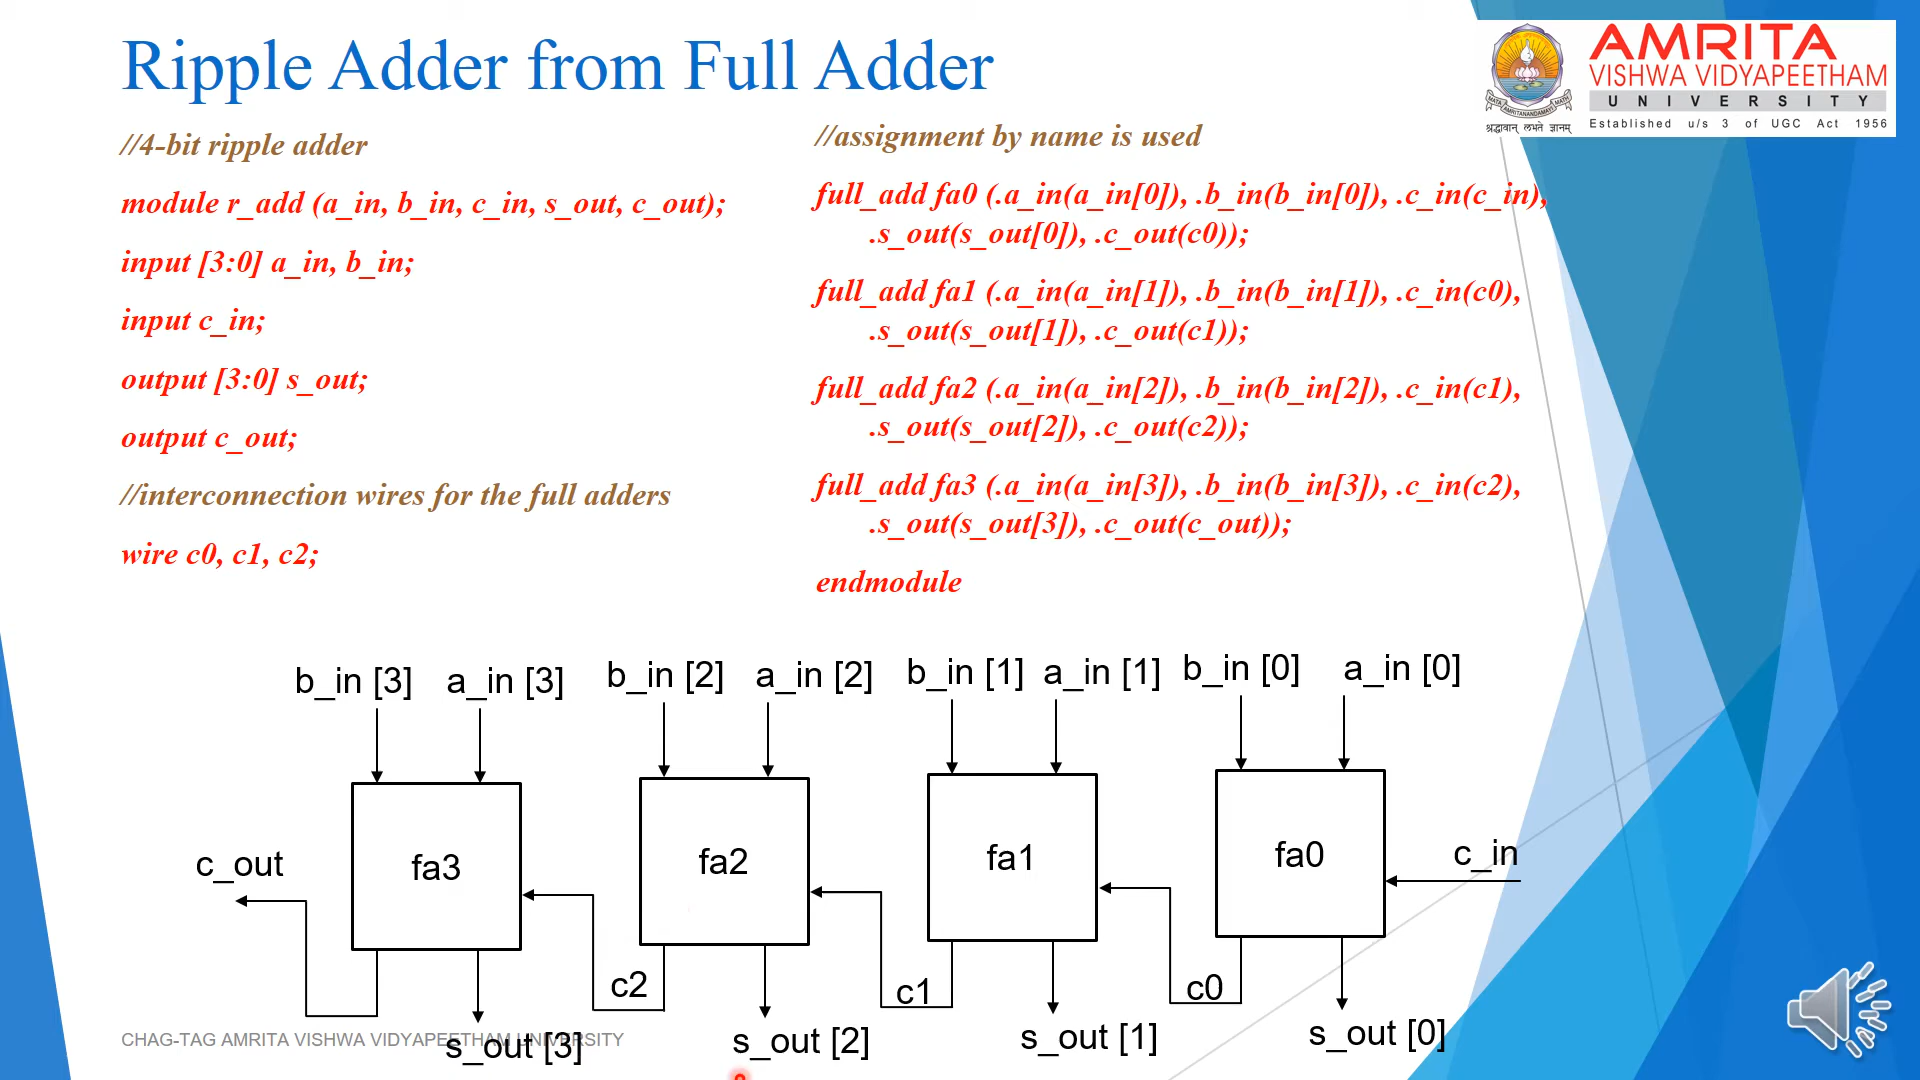 Ripple Adder from Full Adder
AMRITA
VISHWA VIDYAPEETHAM
UNIVERSITY
Established u/s 3 of UGC Act 1956
श्रद्धावान् लभते ज्ञानम्
//4-bit ripple adder
module r_add (a_in, b_in, c_in, s_out, c_out);
input [3:0] a_in, b_in;
input c_in;
output [3:0] s_out;
output c_out;
//interconnection wires for the full adders
wire c0, c1, c2;
//assignment by name is used
full_add fa0 (.a_in(a_in[0]), .b_in(b_in[0]), .c_in(c_in),
.s_out(s_out[0]), .c_out(c0));
full_add fa1 (.a_in(a_in[1]), .b_in(b_in[1]), .c_in(c0),
.s_out(s_out[1]), .c_out(c1));
full_add fa2 (.a_in(a_in[2]), .b_in(b_in[2]), .c_in(c1),
.s_out(s_out[2]), .c_out(c2));
full_add fa3 (.a_in(a_in[3]), .b_in(b_in[3]), .c_in(c2),
.s_out(s_out[3]), .c_out(c_out));
endmodule
b_in [3] a_in [3] b_in [2] a_in [2] b_in [1] a_in [1] b_in [0] a_in [0]
c_out fa3 fa2 fa1 fa0 c_in
c2 c1 c0
s_out [3] s_out [2] s_out [1] s_out [0]
CHAG-TAG AMRITA VISHWA VIDYAPEETHAM UNIVERSITY